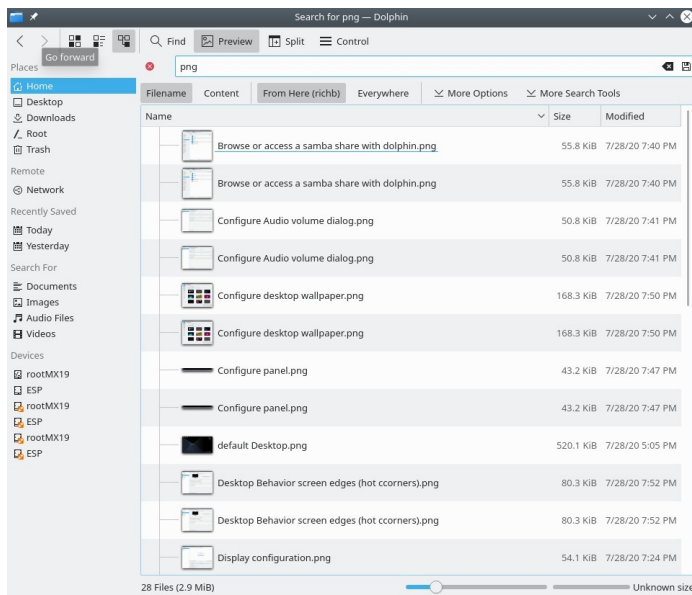 Search for png — Dolphin
Find
Preview
Split
Control
Go forward
Places
png
Home
Desktop
Downloads
Root
Trash
Remote
Network
Recently Saved
Today
Yesterday
Search For
Documents
Images
Audio Files
Videos
Devices
rootMX19
ESP
rootMX19
ESP
rootMX19
ESP
Filename Content From Here (richb) Everywhere More Options More Search Tools
Name Size Modified
Browse or access a samba share with dolphin.png 55.8 KiB 7/28/20 7:40 PM
Browse or access a samba share with dolphin.png 55.8 KiB 7/28/20 7:40 PM
Configure Audio volume dialog.png 50.8 KiB 7/28/20 7:41 PM
Configure Audio volume dialog.png 50.8 KiB 7/28/20 7:41 PM
Configure desktop wallpaper.png 168.3 KiB 7/28/20 7:50 PM
Configure desktop wallpaper.png 168.3 KiB 7/28/20 7:50 PM
Configure panel.png 43.2 KiB 7/28/20 7:47 PM
Configure panel.png 43.2 KiB 7/28/20 7:47 PM
default Desktop.png 520.1 KiB 7/28/20 5:05 PM
Desktop Behavior screen edges (hot ccorners).png 80.3 KiB 7/28/20 7:52 PM
Desktop Behavior screen edges (hot ccorners).png 80.3 KiB 7/28/20 7:52 PM
Display configuration.png 54.1 KiB 7/28/20 7:24 PM
28 Files (2.9 MiB) Unknown size